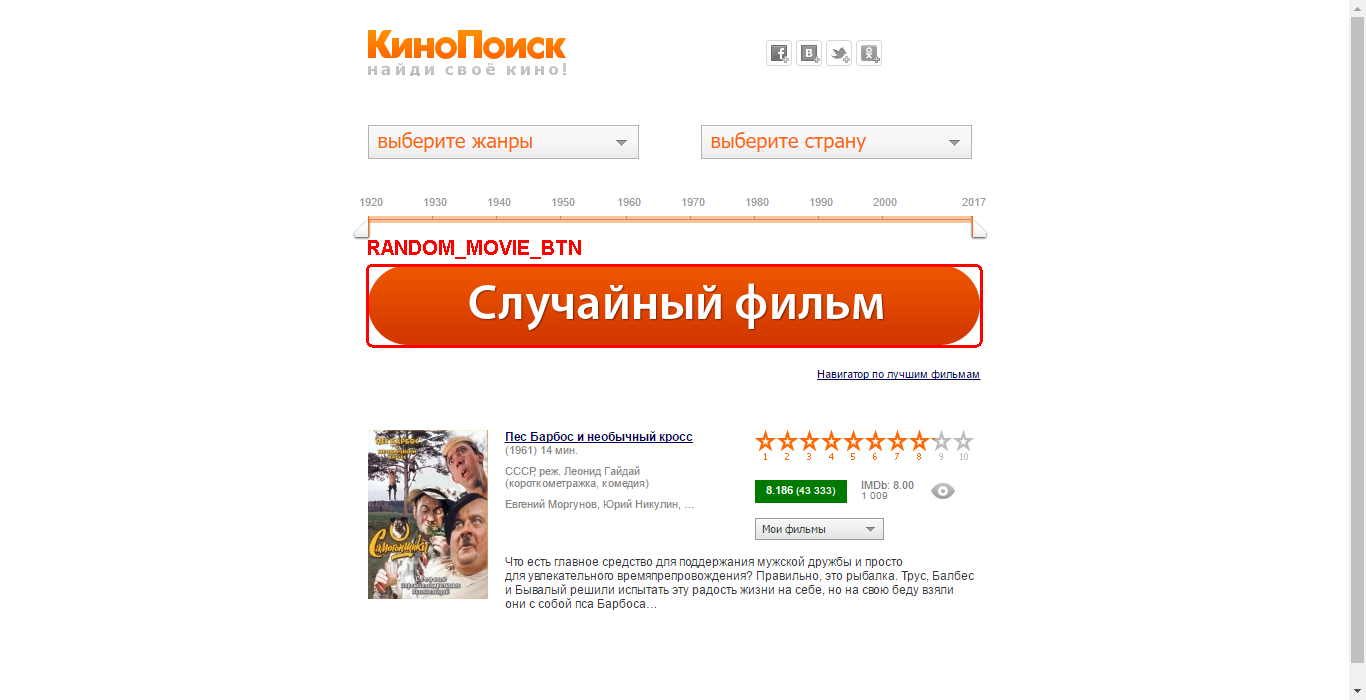 КиноПоиск
найди своё кино!
выберите жанры
выберите страну
1920 1930 1940 1950 1960 1970 1980 1990 2000 2017
RANDOM_MOVIE_BTN
Случайный фильм
Навигатор по лучшим фильмам
ПЕС БАРБОС
Самогонщики
Пес Барбос и необычный кросс
(1961) 14 мин.
СССР, реж. Леонид Гайдай
(короткометражка, комедия)
Евгений Моргунов, Юрий Никулин, ...
1 2 3 4 5 6 7 8 9 10
8.186 (43 333)
IMDb: 8.00
1 009
Мои фильмы
Что есть главное средство для поддержания мужской дружбы и просто
для увлекательного времяпрепровождения? Правильно, это рыбалка. Трус, Балбес
и Бывалый решили испытать эту радость жизни на себе, но на свою беду взяли
они с собой пса Барбоса…